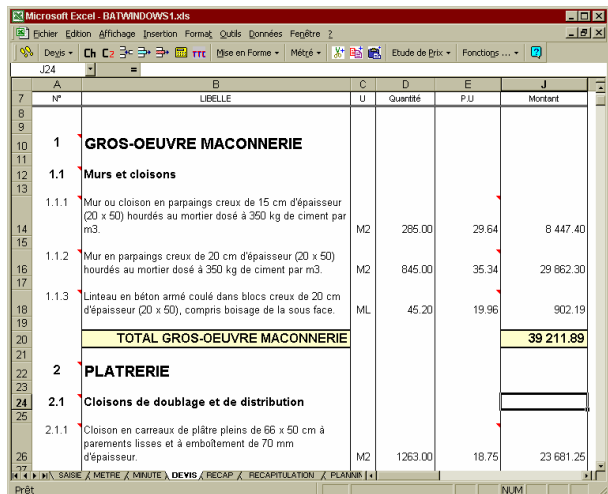 Microsoft Excel - BATWINDOWS1.xls
Fichier Edition Affichage Insertion Format Outils Données Fenêtre ?
Devis Ch C2 TTC Mise en Forme Métré Etude de Prix Fonctions ...
J24 =
A B C D E J
7 N° LIBELLE U Quantité P.U Montant
8
9
10 1 GROS-OEUVRE MACONNERIE
11
12 1.1 Murs et cloisons
13
1.1.1 Mur ou cloison en parpaings creux de 15 cm d'épaisseur
(20 x 50) hourdés au mortier dosé à 350 kg de ciment par
14 m3. M2 285.00 29.64 8 447.40
15
1.1.2 Mur en parpaings creux de 20 cm d'épaisseur (20 x 50)
16 hourdés au mortier dosé à 350 kg de ciment par m3. M2 845.00 35.34 29 862.30
17
1.1.3 Linteau en béton armé coulé dans blocs creux de 20 cm
18 d'épaisseur (20 x 50), compris boisage de la sous face. ML 45.20 19.96 902.19
19
20 TOTAL GROS-OEUVRE MACONNERIE 39 211.89
21
22 2 PLATRERIE
23
24 2.1 Cloisons de doublage et de distribution
25
2.1.1 Cloison en carreaux de plâtre pleins de 66 x 50 cm à
parements lisses et à emboîtement de 70 mm
26 d'épaisseur. M2 1263.00 18.75 23 681.25
27
SAISIE METRE MINUTE DEVIS RECAP RECAPITULATION PLANNIN
Prêt NUM